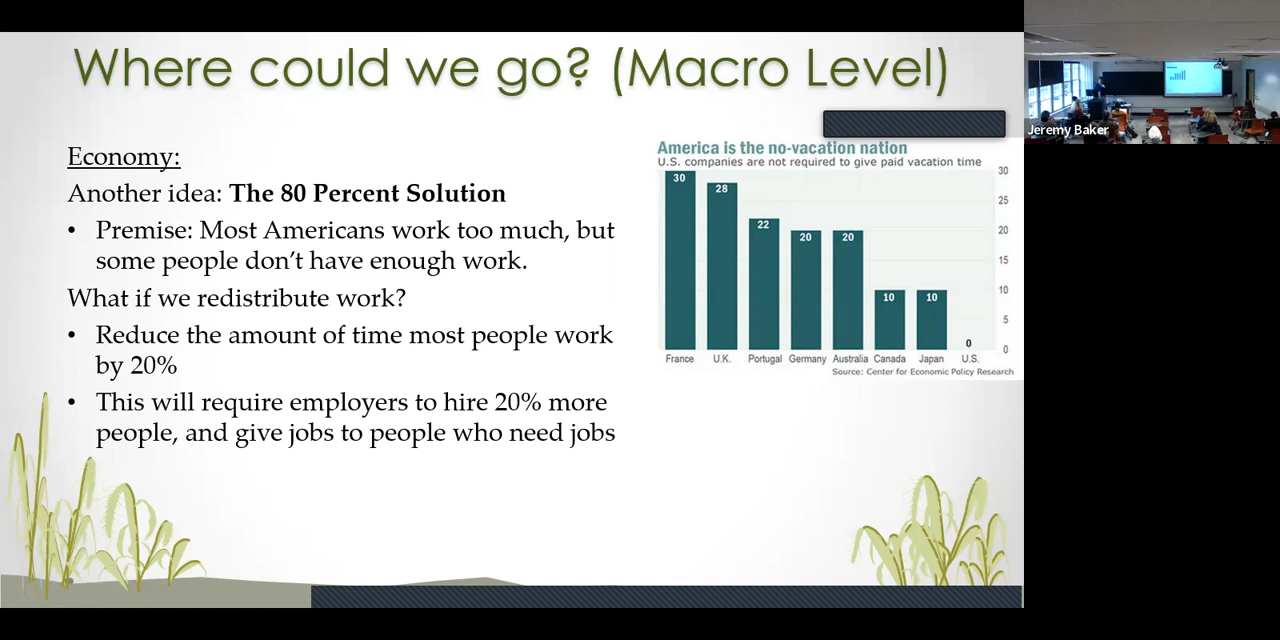 Where could we go? (Macro Level)
Economy:
Another idea: The 80 Percent Solution
• Premise: Most Americans work too much, but
some people don't have enough work.
What if we redistribute work?
• Reduce the amount of time most people work
by 20%
• This will require employers to hire 20% more
people, and give jobs to people who need jobs
America is the no-vacation nation
U.S. companies are not required to give paid vacation time
30
25
20
15
10
5
0
30
28
22
20
20
10
10
0
France U.K. Portugal Germany Australia Canada Japan U.S.
Source: Center for Economic Policy Research
Jeremy Baker